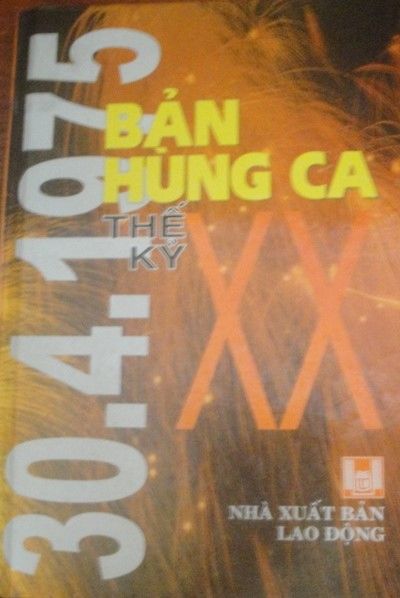 30.4.1975
BẢN
HÙNG CA
THẾ
KỶ
XX
NHÀ XUẤT BẢN
LAO ĐỘNG